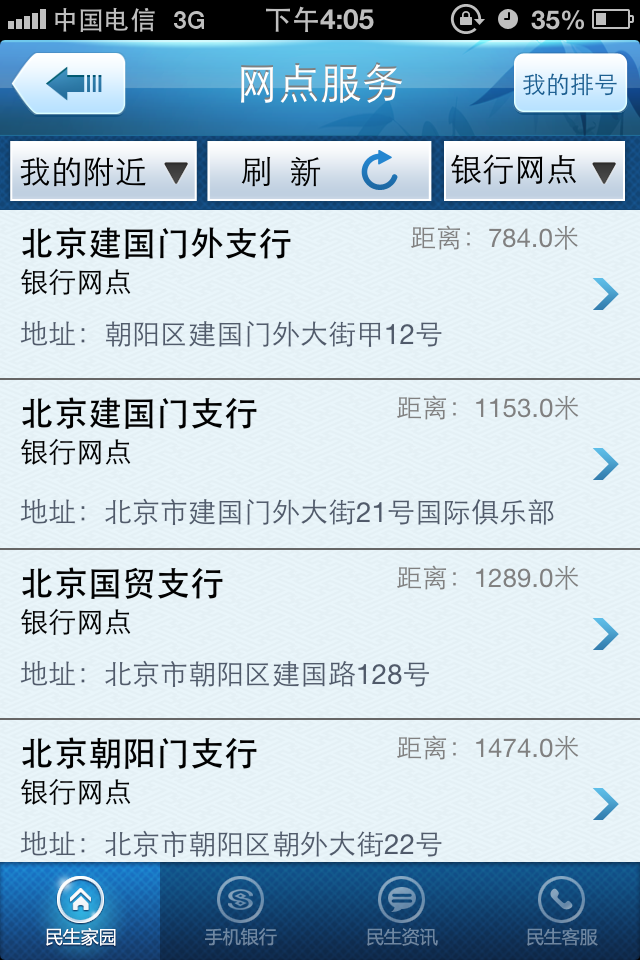 中国电信 3G 下午4:05 35%
网点服务 我的排号
我的附近 刷 新 银行网点
北京建国门外支行 距离：784.0米
银行网点
地址：朝阳区建国门外大街甲12号
北京建国门支行 距离：1153.0米
银行网点
地址：北京市建国门外大街21号国际俱乐部
北京国贸支行 距离：1289.0米
银行网点
地址：北京市朝阳区建国路128号
北京朝阳门支行 距离：1474.0米
银行网点
地址：北京市朝阳区朝外大街22号
民生家园 手机银行 民生资讯 民生客服